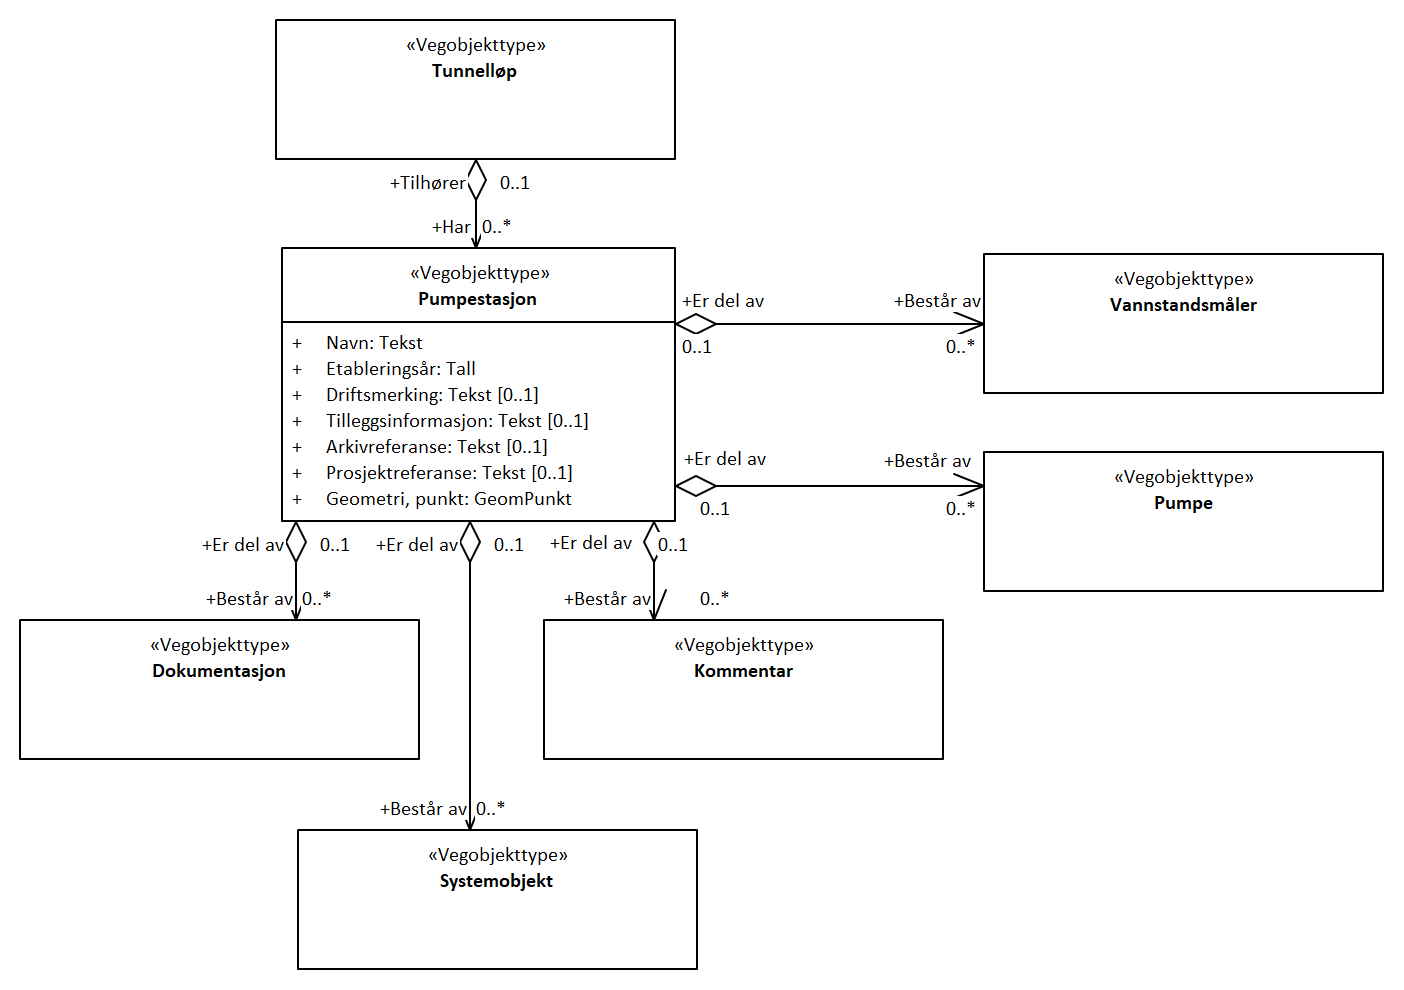 «Vegobjekttype»
Tunnelløp
+Tilhører 0..1
+Har 0..*
«Vegobjekttype»
Pumpestasjon
+ Navn: Tekst
+ Etableringsår: Tall
+ Driftsmerking: Tekst [0..1]
+ Tilleggsinformasjon: Tekst [0..1]
+ Arkivreferanse: Tekst [0..1]
+ Prosjektreferanse: Tekst [0..1]
+ Geometri, punkt: GeomPunkt
+Er del av +Består av
0..1 0..*
«Vegobjekttype»
Vannstandsmåler
+Er del av +Består av
0..1 0..*
«Vegobjekttype»
Pumpe
+Er del av 0..1 +Er del av 0..1 +Er del av 0..1
+Består av 0..* +Består av 0..*
«Vegobjekttype»
Dokumentasjon
«Vegobjekttype»
Kommentar
+Består av 0..*
«Vegobjekttype»
Systemobjekt